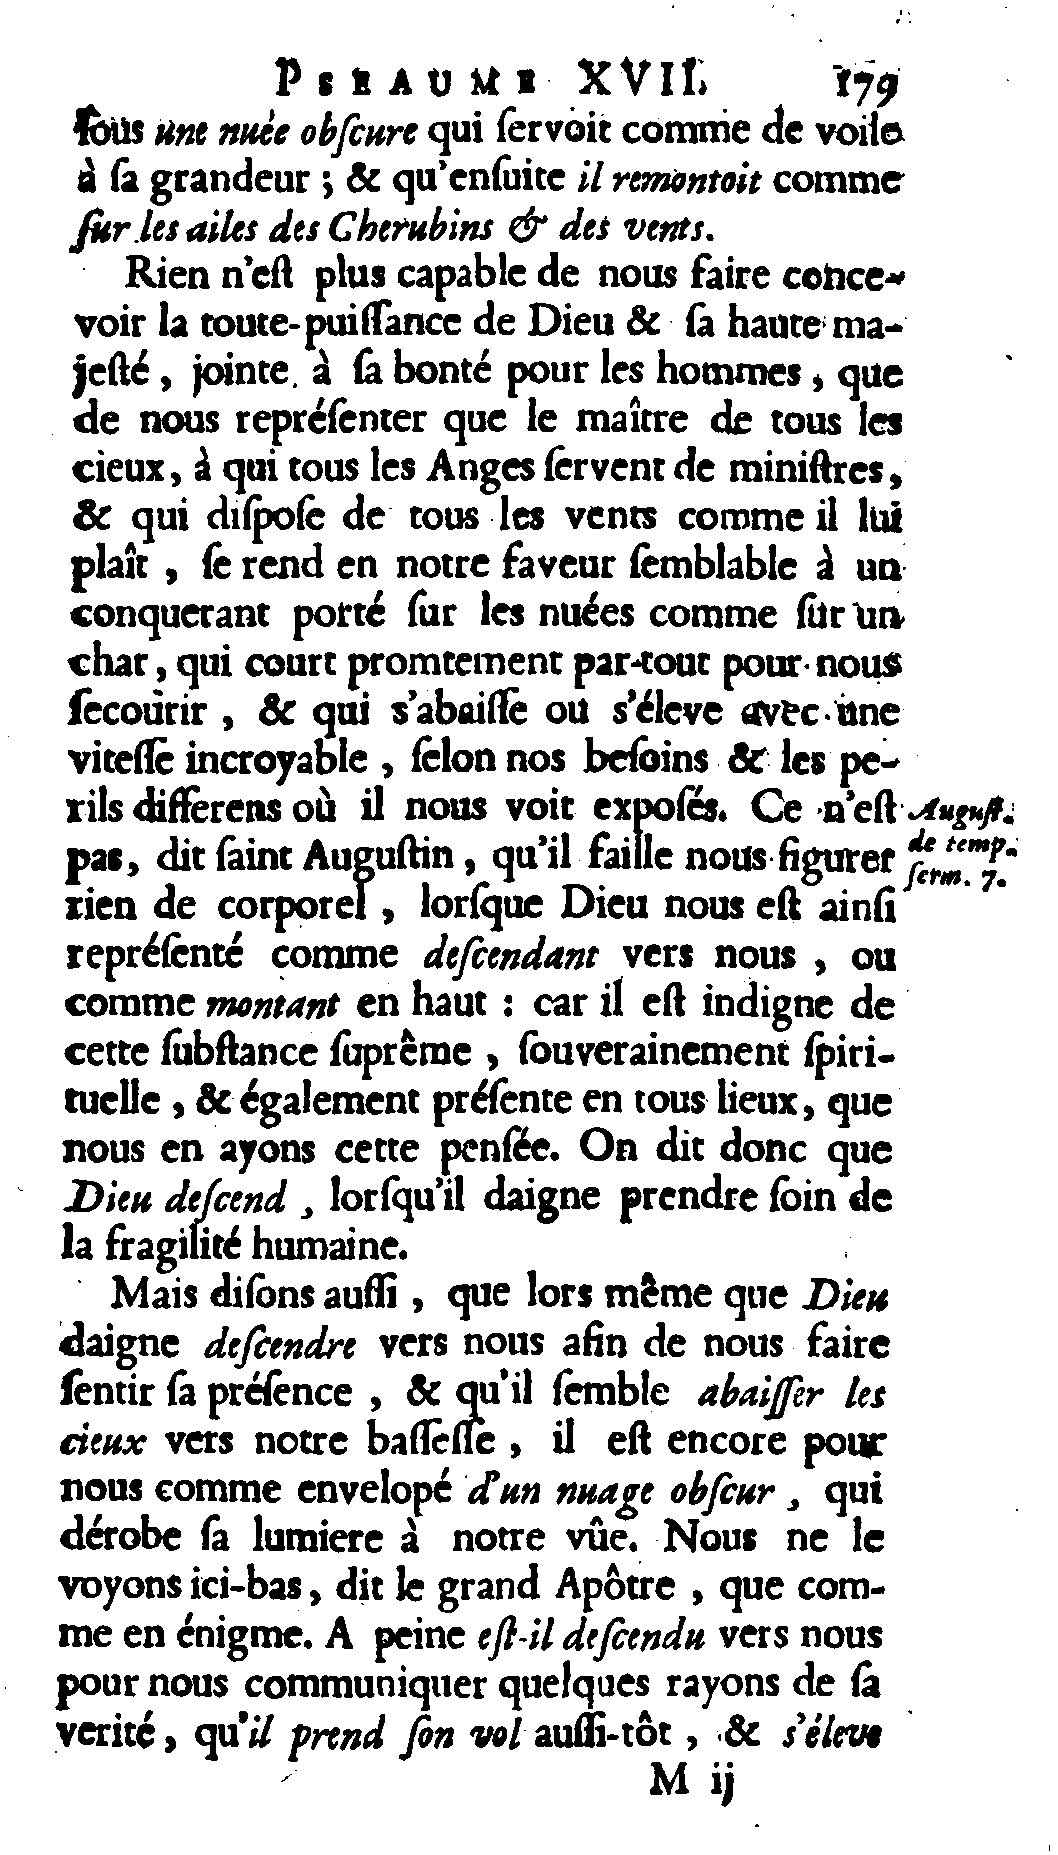 PSEAUME XVII. 179
ſous une nuée obſcure qui ſervoit comme de voile
à ſa grandeur ; & qu'enſuite il remontoit comme
ſur les ailes des Cherubins & des vents.
Rien n'eſt plus capable de nous faire conce-
voir la toute-puiſſance de Dieu & ſa haute ma-
jeſté, jointe à ſa bonté pour les hommes, que
de nous repréſenter que le maître de tous les
cieux, à qui tous les Anges ſervent de miniſtres,
& qui diſpoſe de tous les vents comme il lui
plaît, ſe rend en notre faveur ſemblable à un
conquerant porté ſur les nuées comme ſur un
char, qui court promtement par-tout pour nous
ſecourir, & qui s'abaiſſe ou s'éleve avec une
viteſſe incroyable, ſelon nos beſoins & les pe-
rils differens où il nous voit expoſés. Ce n'eſt
pas, dit ſaint Auguſtin, qu'il faille nous figurer
rien de corporel, lorſque Dieu nous eſt ainſi
repréſenté comme deſcendant vers nous, ou
comme montant en haut : car il eſt indigne de
cette ſubſtance ſuprême, ſouverainement ſpiri-
tuelle, & également préſente en tous lieux, que
nous en ayons cette penſée. On dit donc que
Dieu deſcend, lorſqu'il daigne prendre ſoin de
la fragilité humaine.
Auguſt.
de temp.
ſerm. 7.
Mais diſons auſſi, que lors même que Dieu
daigne deſcendre vers nous afin de nous faire
ſentir ſa préſence, & qu'il ſemble abaiſſer les
cieux vers notre baſſeſſe, il eſt encore pour
nous comme envelopé d'un nuage obſcur, qui
dérobe ſa lumiere à notre vûe. Nous ne le
voyons ici-bas, dit le grand Apôtre, que com-
me en énigme. A peine eſt-il deſcendu vers nous
pour nous communiquer quelques rayons de ſa
verité, qu'il prend ſon vol auſſi-tôt, & s'éleve
M ij